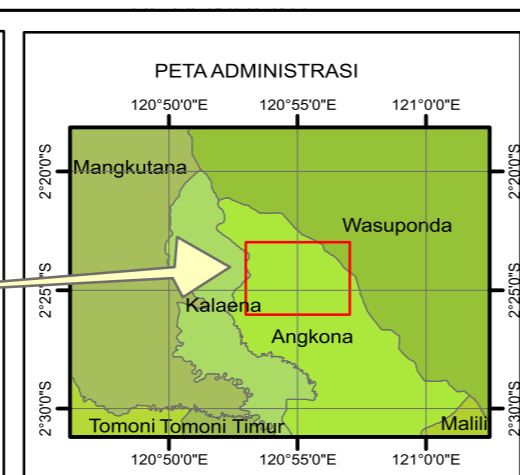 PETA ADMINISTRASI
120°50'0"E 120°55'0"E 121°0'0"E
2°20'0"S 2°20'0"S
Mangkutana
Wasuponda
2°25'0"S 2°25'0"S
Kalaena
Angkona
2°30'0"S 2°30'0"S
Tomoni Tomoni Timur Malili
120°50'0"E 120°55'0"E 121°0'0"E